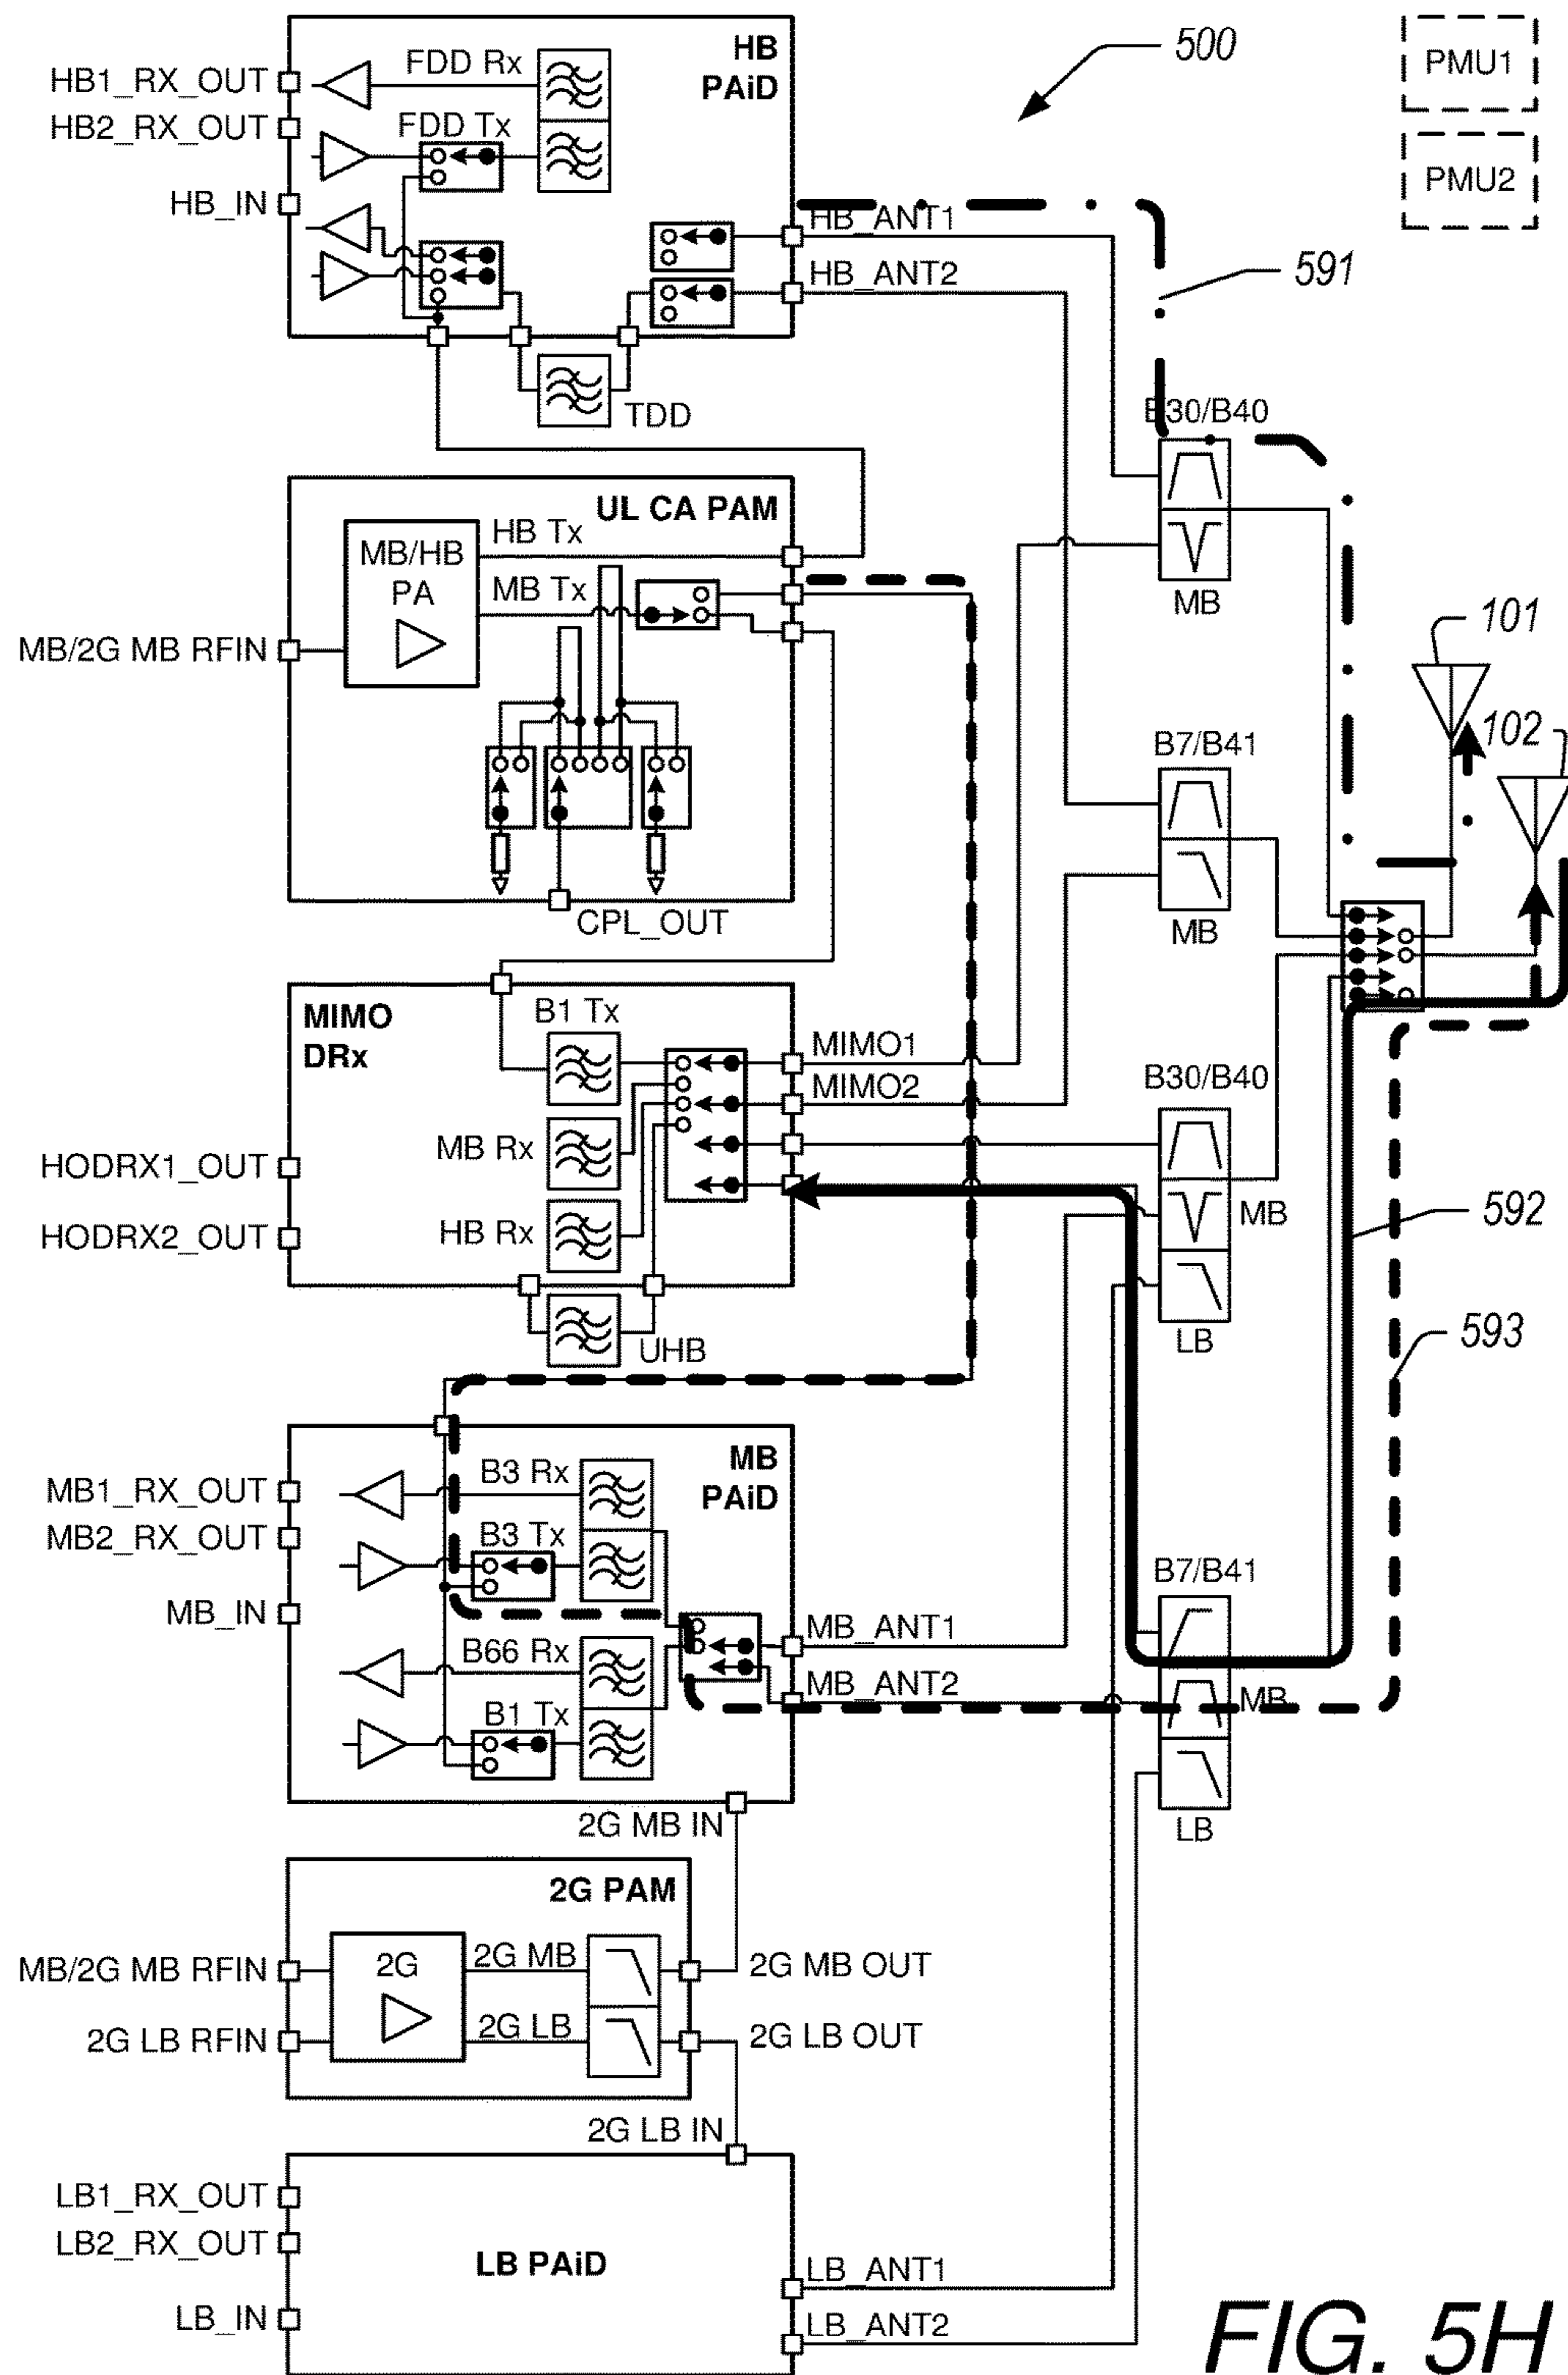 HB
PAiD
500
PMU1
PMU2
HB1_RX_OUT
FDD Rx
HB2_RX_OUT
FDD Tx
HB_IN
HB_ANT1
HB_ANT2
591
TDD
B30/B40
MB
UL CA PAM
HB Tx
MB/HB
PA
MB Tx
MB/2G MB RFIN
CPL_OUT
101
102
B7/B41
MB
MIMO
DRx
B1 Tx
MIMO1
MIMO2
MB Rx
HODRX1_OUT
HB Rx
HODRX2_OUT
UHB
B30/B40
MB
LB
592
593
MB
PAiD
MB1_RX_OUT
B3 Rx
MB2_RX_OUT
B3 Tx
MB_IN
B66 Rx
B1 Tx
MB_ANT1
MB_ANT2
B7/B41
MB
LB
2G MB IN
2G PAM
MB/2G MB RFIN
2G
2G MB
2G MB OUT
2G LB RFIN
2G LB
2G LB OUT
2G LB IN
LB1_RX_OUT
LB2_RX_OUT
LB PAiD
LB_IN
LB_ANT1
LB_ANT2
FIG. 5H